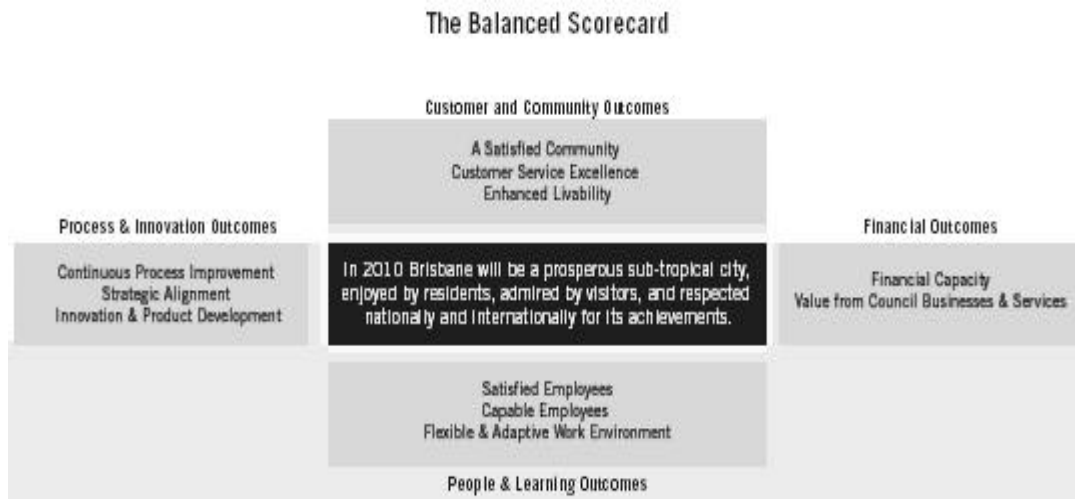 The Balanced Scorecard
Customer and Community Outcomes
A Satisfied Community
Customer Service Excellence
Enhanced Livability
Process & Innovation Outcomes
Continuous Process Improvement
Strategic Alignment
Innovation & Product Development
In 2010 Brisbane will be a prosperous sub-tropical city,
enjoyed by residents, admired by visitors, and respected
nationally and internationally for its achievements.
Financial Outcomes
Financial Capacity
Value from Council Businesses & Services
Satisfied Employees
Capable Employees
Flexible & Adaptive Work Environment
People & Learning Outcomes